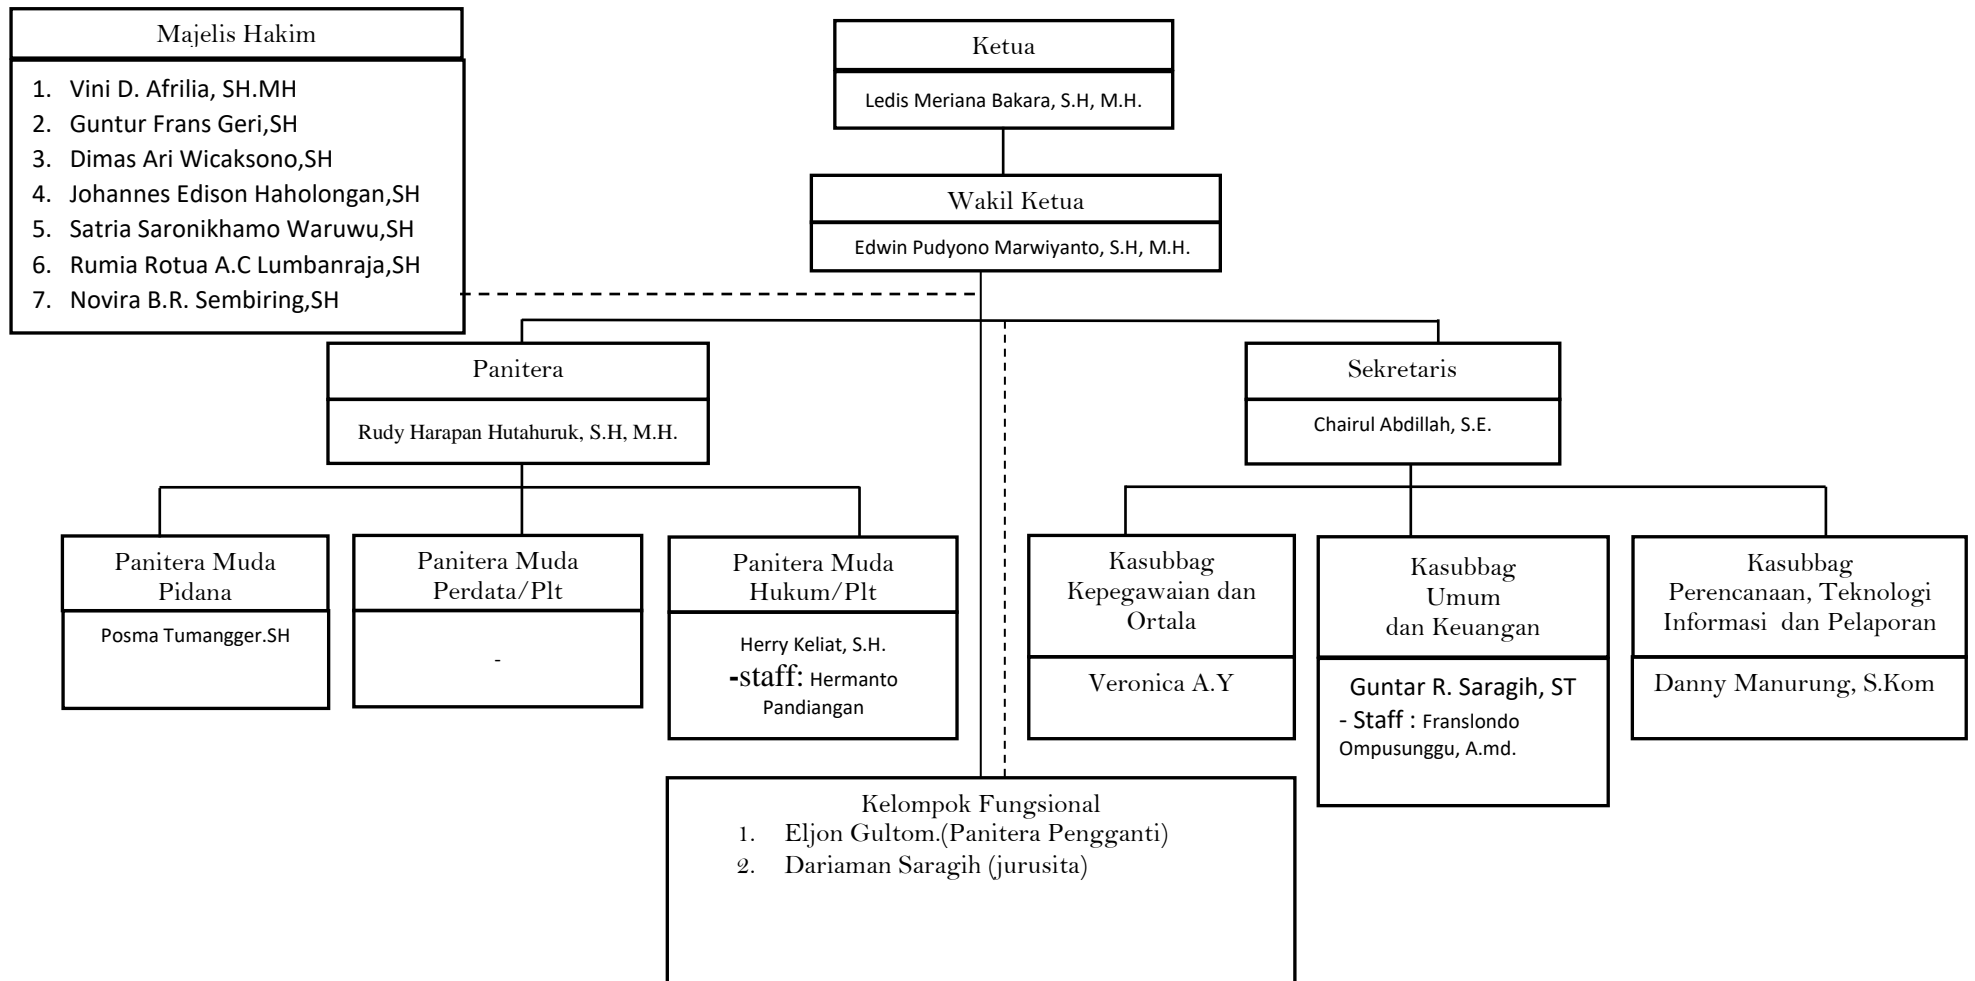 Majelis Hakim
1. Vini D. Afrilia, SH.MH
2. Guntur Frans Geri,SH
3. Dimas Ari Wicaksono,SH
4. Johannes Edison Haholongan,SH
5. Satria Saronikhamo Waruwu,SH
6. Rumia Rotua A.C Lumbanraja,SH
7. Novira B.R. Sembiring,SH
Ketua
Ledis Meriana Bakara, S.H, M.H.
Wakil Ketua
Edwin Pudyono Marwiyanto, S.H, M.H.
Panitera
Rudy Harapan Hutahuruk, S.H, M.H.
Sekretaris
Chairul Abdillah, S.E.
Panitera Muda
Pidana
Posma Tumangger.SH
Panitera Muda
Perdata/Plt
-
Panitera Muda
Hukum/Plt
Herry Keliat, S.H.
-staff: Hermanto
Pandiangan
Kasubbag
Kepegawaian dan
Ortala
Veronica A.Y
Kasubbag
Umum
dan Keuangan
Guntar R. Saragih, ST
- Staff : Franslondo
Ompusunggu, A.md.
Kasubbag
Perencanaan, Teknologi
Informasi dan Pelaporan
Danny Manurung, S.Kom
Kelompok Fungsional
1. Eljon Gultom.(Panitera Pengganti)
2. Dariaman Saragih (jurusita)